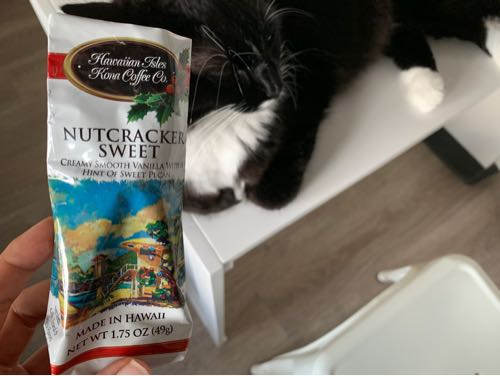 Hawaiian Isles
Kona Coffee Co.
NUTCRACKER
SWEET
CREAMY SMOOTH VANILLA WITH A
HINT OF SWEET PECAN
MADE IN HAWAII
NET WT 1.75 OZ (49g)